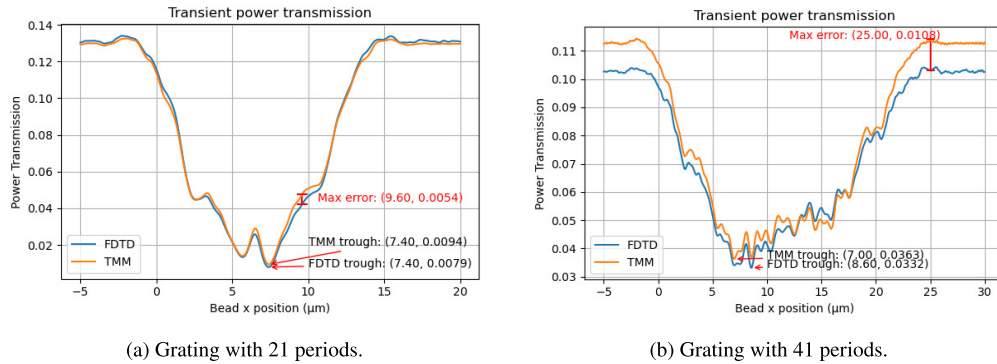 Transient power transmission
0.14
0.12
0.10
0.08
0.06
0.04
0.02
Power Transmission
Max error: (9.60, 0.0054)
TMM trough: (7.40, 0.0094)
FDTD trough: (7.40, 0.0079)
FDTD
TMM
−5
0
5
10
15
20
Bead x position (μm)
(a) Grating with 21 periods.
Transient power transmission
0.11
0.10
0.09
0.08
0.07
0.06
0.05
0.04
0.03
Power Transmission
Max error: (25.00, 0.0108)
TMM trough: (7.00, 0.0363)
FDTD trough: (8.60, 0.0332)
FDTD
TMM
−5
0
5
10
15
20
25
30
Bead x position (μm)
(b) Grating with 41 periods.